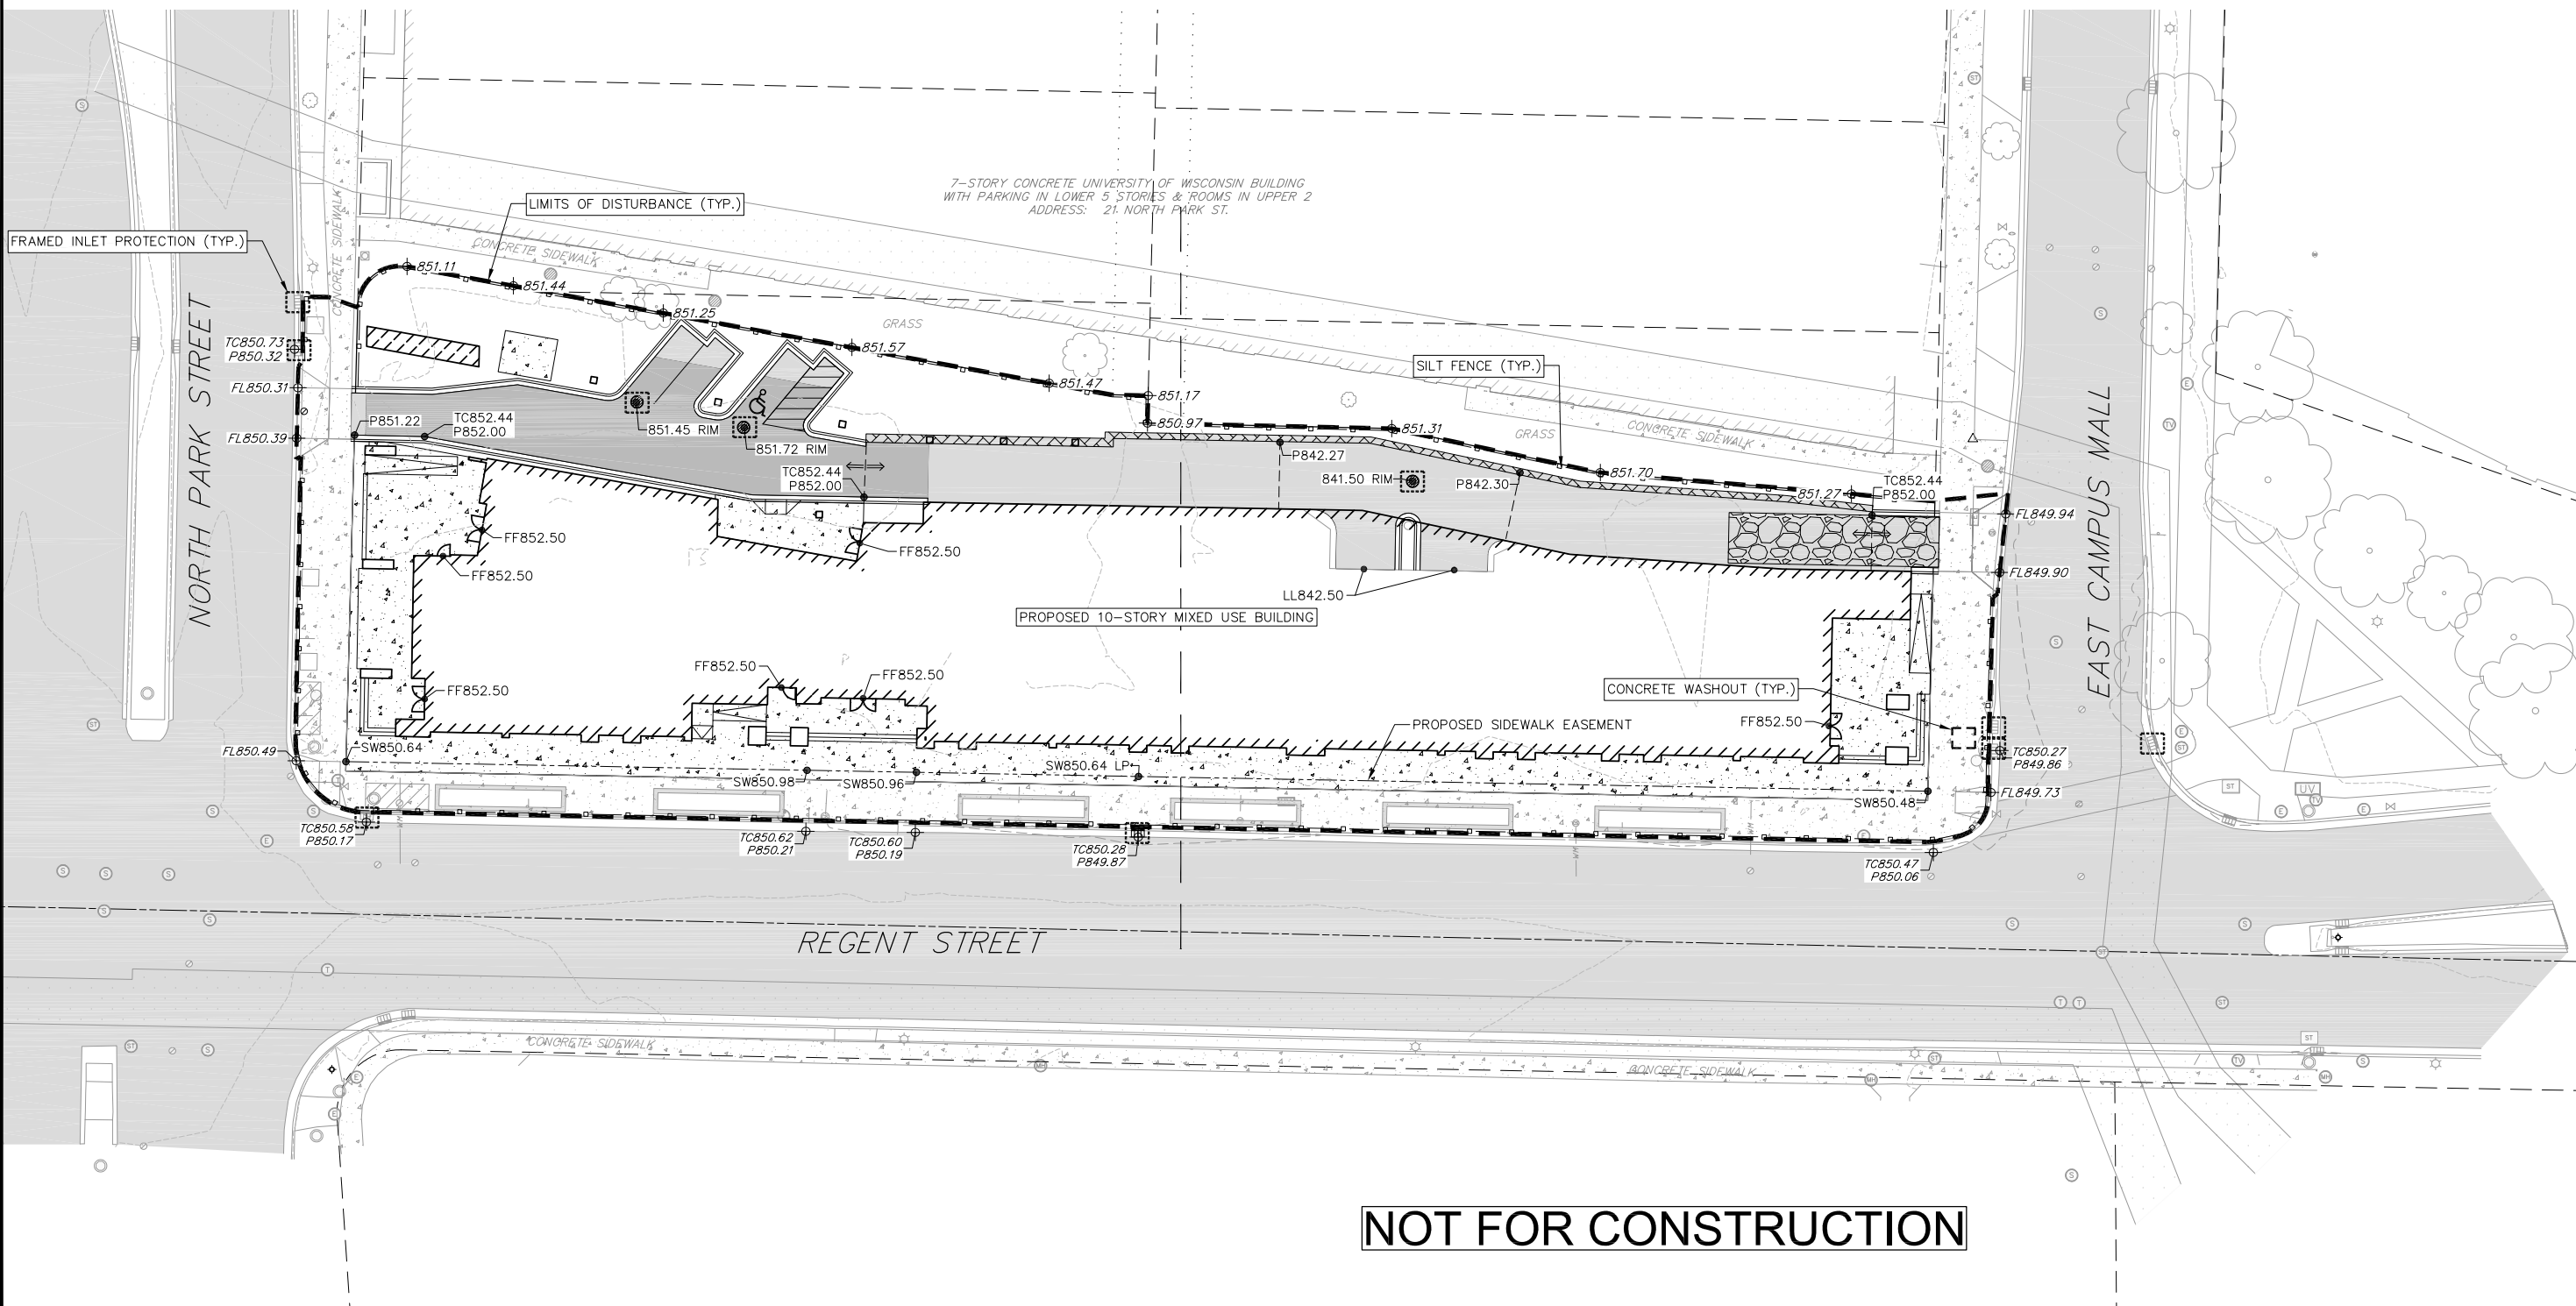 7-STORY CONCRETE UNIVERSITY OF WISCONSIN BUILDING
WITH PARKING IN LOWER 5 STORIES & ROOMS IN UPPER 2
ADDRESS: 21 NORTH PARK ST.
LIMITS OF DISTURBANCE (TYP.)
FRAMED INLET PROTECTION (TYP.)
CONCRETE SIDEWALK
CONCRETE SIDEWALK
851.11
851.44
851.25
GRASS
851.57
851.47
851.17
850.97
851.31
SILT FENCE (TYP.)
GRASS
CONCRETE SIDEWALK
851.70
851.27
TC852.44
P852.00
FL849.94
FL849.90
NORTH PARK STREET
TC850.73
P850.32
FL850.31
FL850.39
P851.22
TC852.44
P852.00
851.45 RIM
851.72 RIM
TC852.44
P852.00
P842.27
841.50 RIM
P842.30
LL842.50
FF852.50
FF852.50
FF852.50
PROPOSED 10-STORY MIXED USE BUILDING
EAST CAMPUS MALL
FF852.50
FF852.50
FF852.50
CONCRETE WASHOUT (TYP.)
FF852.50
PROPOSED SIDEWALK EASEMENT
FL850.49
SW850.64
SW850.98
SW850.96
SW850.64 LP
SW850.48
TC850.27
P849.86
FL849.73
TC850.58
P850.17
TC850.62
P850.21
TC850.60
P850.19
TC850.28
P849.87
TC850.47
P850.06
UV
REGENT STREET
CONCRETE SIDEWALK
CONCRETE SIDEWALK
NOT FOR CONSTRUCTION